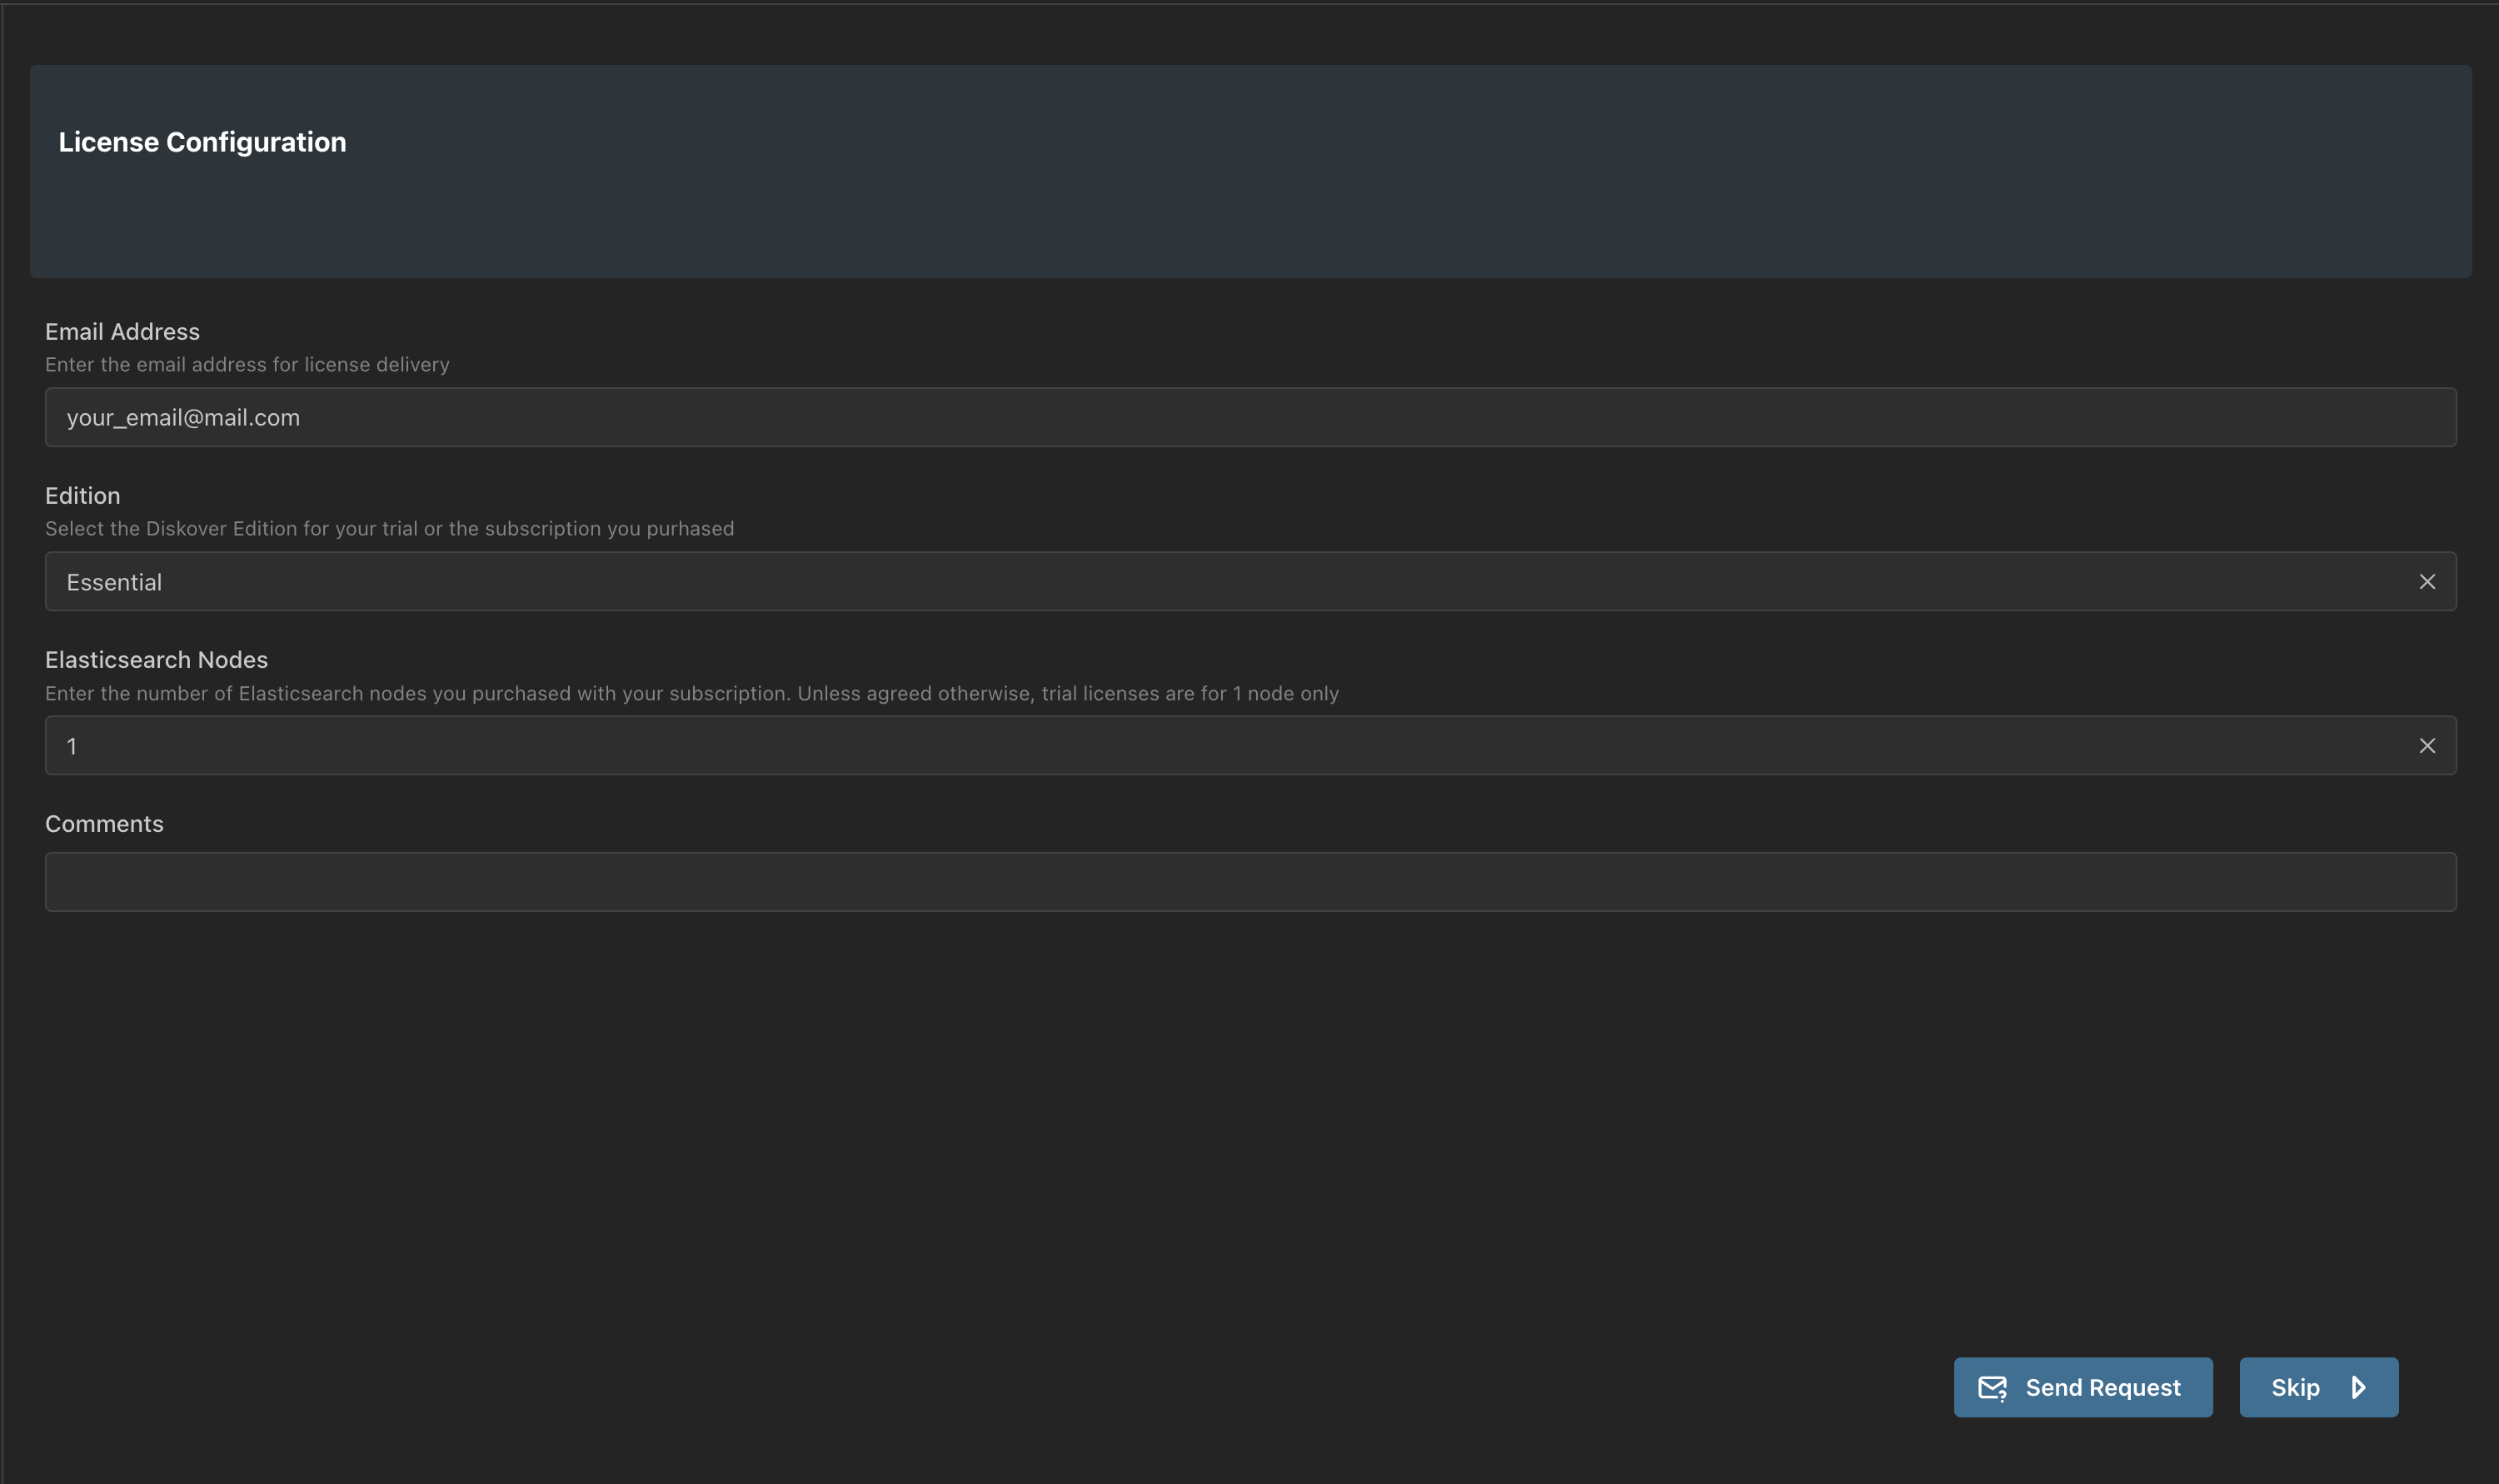 License Configuration
Email Address
Enter the email address for license delivery
your_email@mail.com
Edition
Select the Diskover Edition for your trial or the subscription you purhased
Essential
Elasticsearch Nodes
Enter the number of Elasticsearch nodes you purchased with your subscription. Unless agreed otherwise, trial licenses are for 1 node only
1
Comments
Send Request
Skip